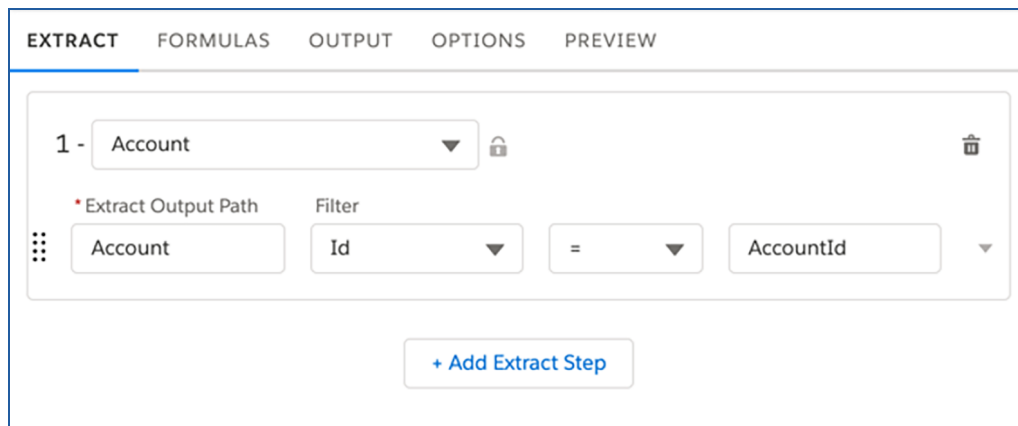 EXTRACT FORMULAS OUTPUT OPTIONS PREVIEW
1 - Account
* Extract Output Path Filter
Account Id = AccountId
+ Add Extract Step